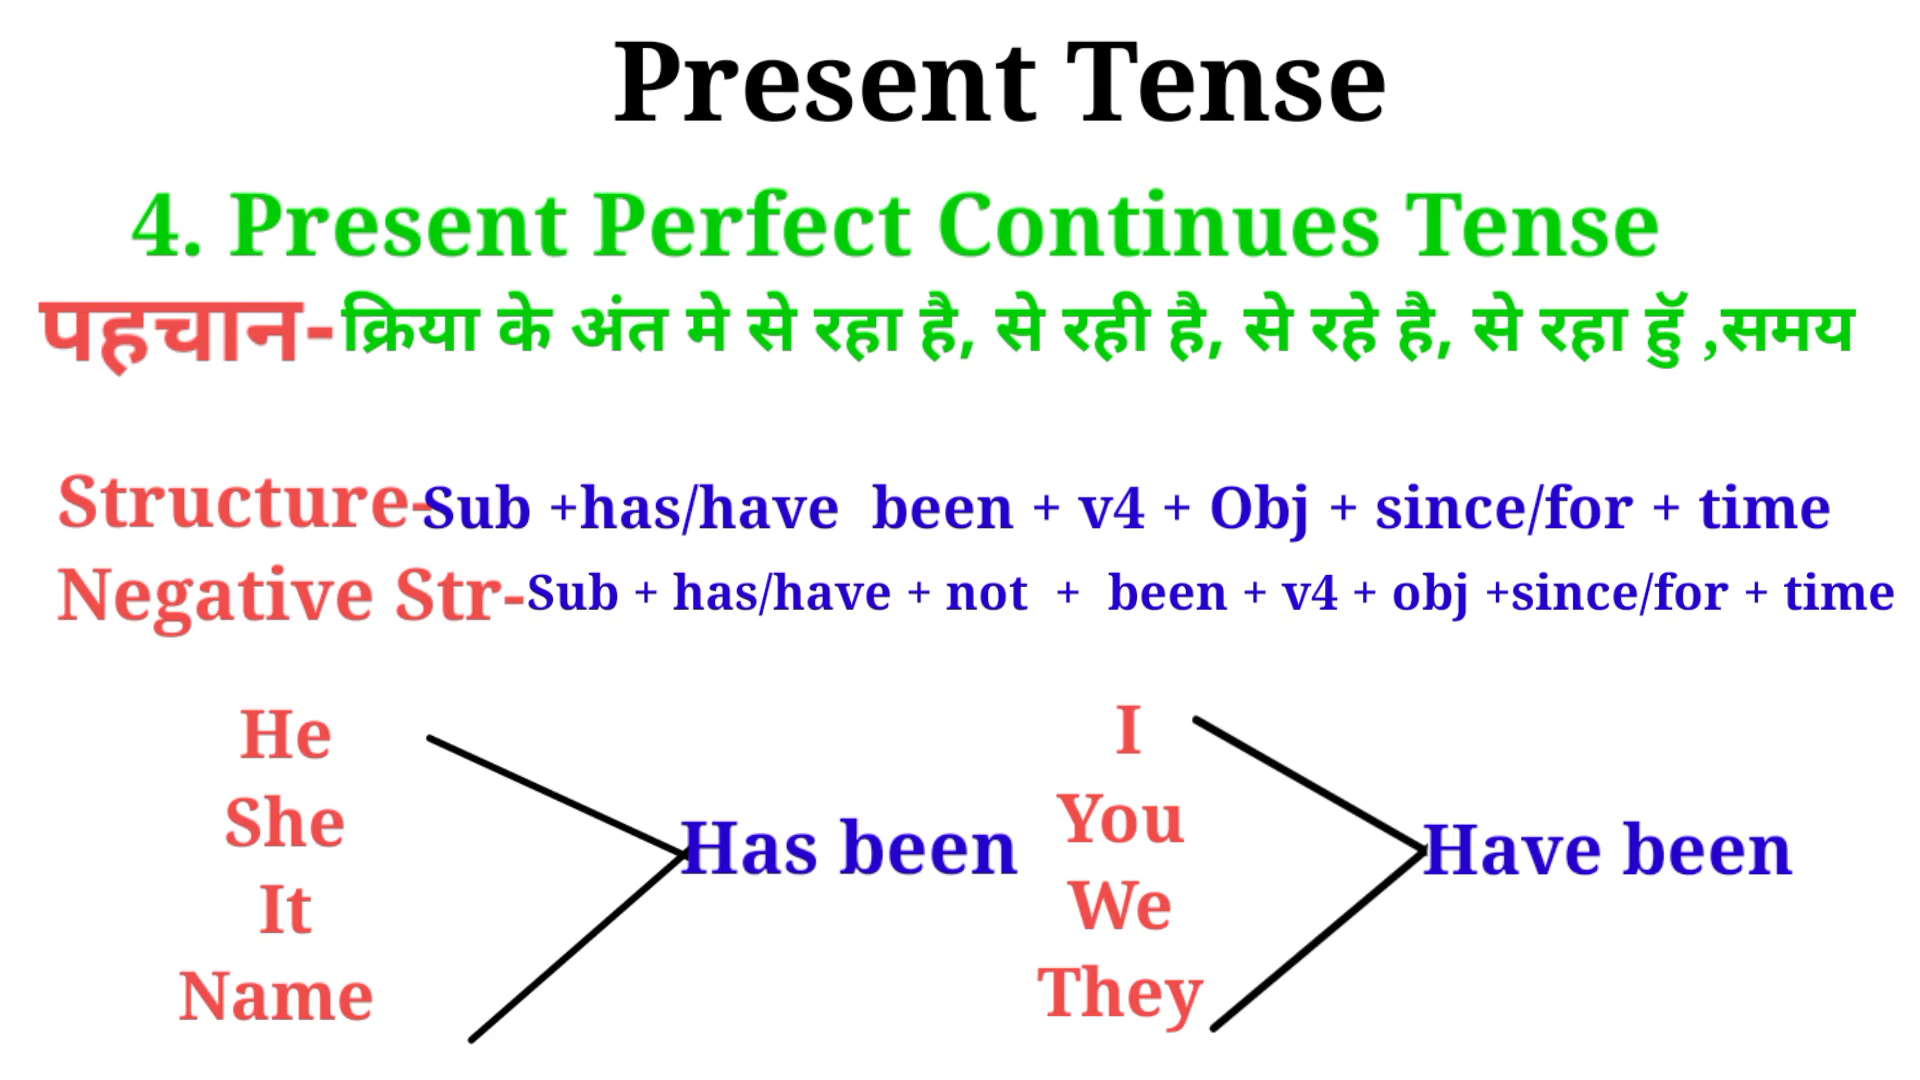 Present Tense
4. Present Perfect Continues Tense
पहचान- क्रिया के अंत मे से रहा है, से रही है, से रहे है, से रहा हुॅ ,समय
Structure-Sub +has/have been + v4 + Obj + since/for + time
Negative Str-Sub + has/have + not + been + v4 + obj +since/for + time
He
She
It
Name
Has been
I
You
We
They
Have been